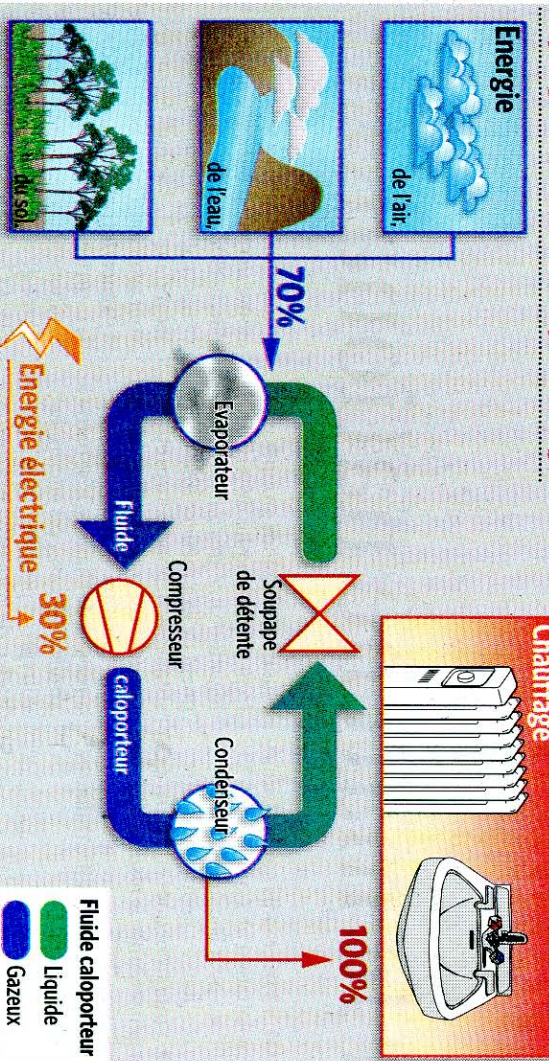 Energie
de l'air,
de l'eau,
du sol.
70%
Evaporateur
Fluide
Compresseur
caloporteur
Energie électrique
30%
Soupape
de détente
Condenseur
Chauffage
100%
Fluide caloporteur
Liquide
Gazeux